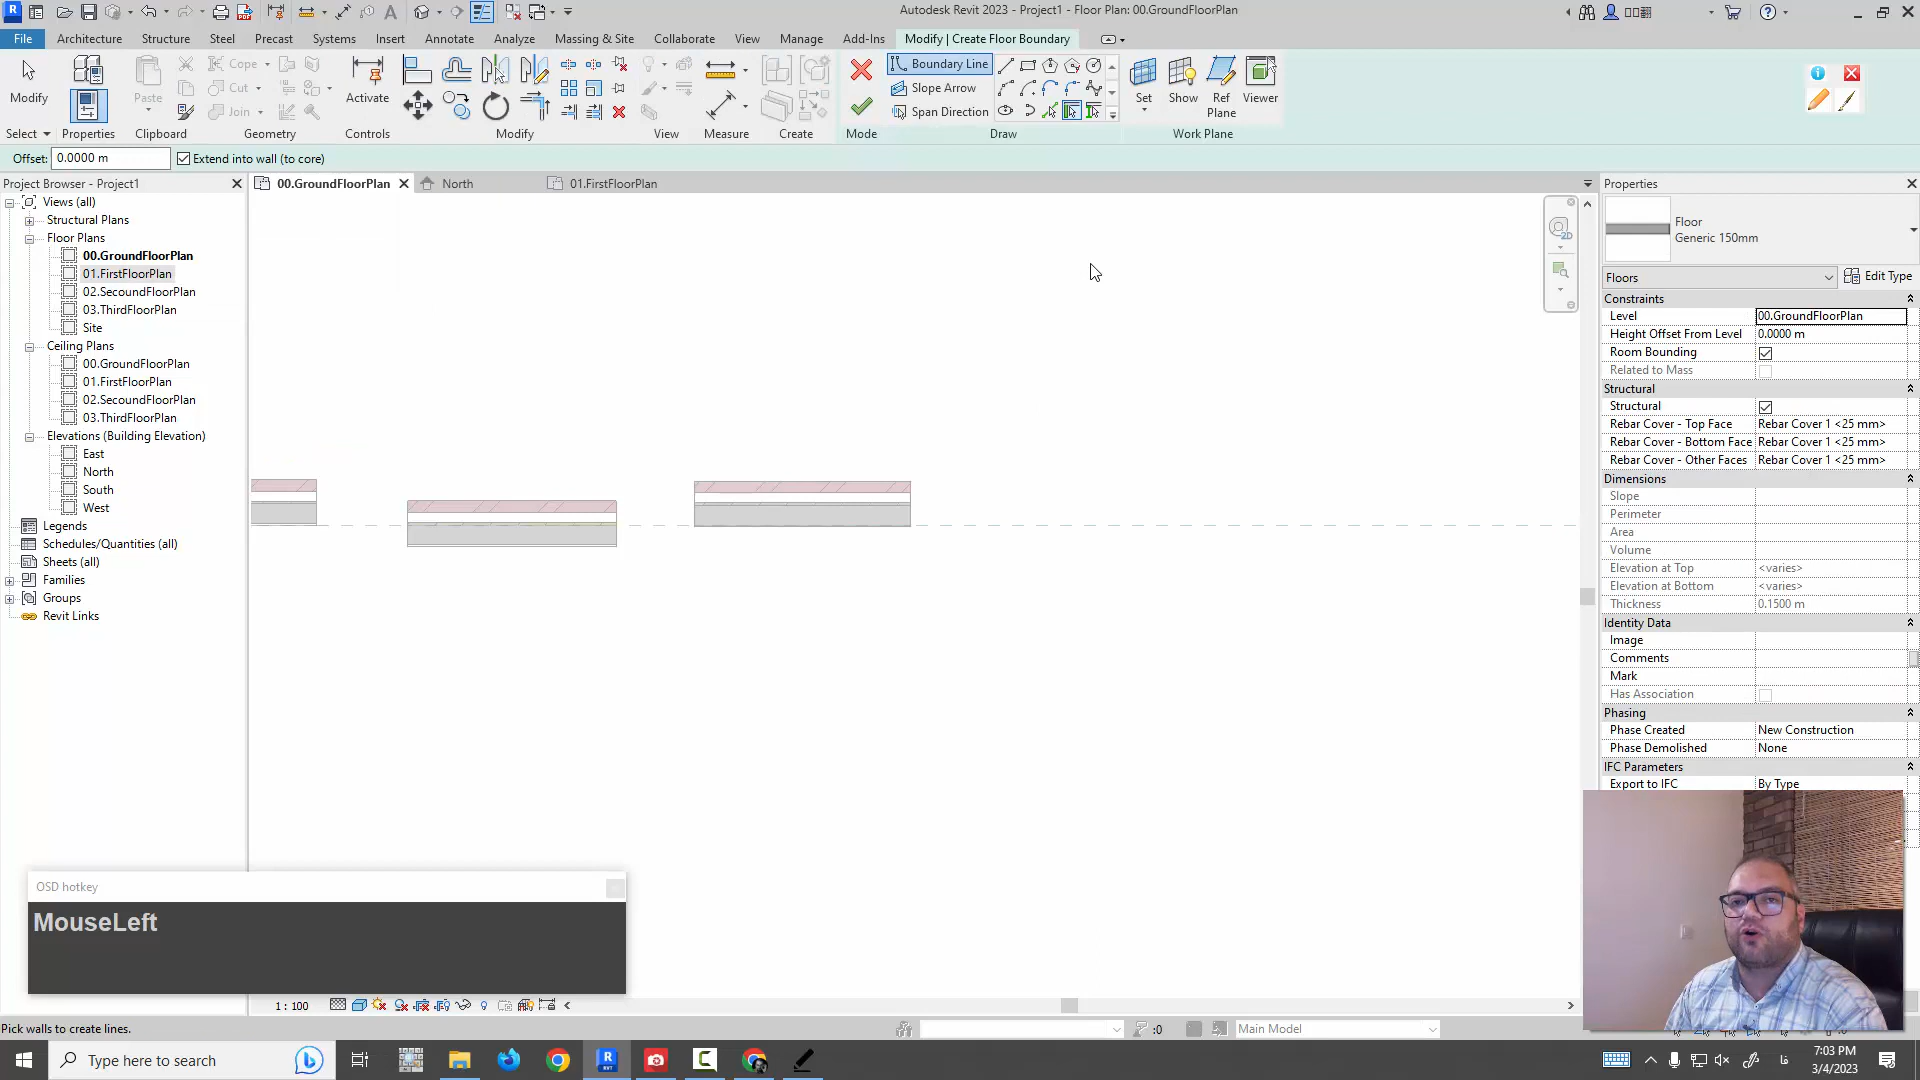 Autodesk Revit 2023 - Project1 - Floor Plan: 00.GroundFloorPlan
File Architecture Structure Steel Precast Systems Insert Annotate Analyze Massing & Site Collaborate View Manage Add-Ins Modify | Create Floor Boundary
Modify
Paste
Cope
Cut
Join
Activate
Boundary Line
Slope Arrow
Span Direction
Set
Show
Ref
Plane
Viewer
Select Properties Clipboard Geometry Controls Modify View Measure Create Mode Draw Work Plane
Offset: 0.0000 m Extend into wall (to core)
Project Browser - Project1
00.GroundFloorPlan
North
01.FirstFloorPlan
Views (all)
Structural Plans
Floor Plans
00.GroundFloorPlan
01.FirstFloorPlan
02.SecoundFloorPlan
03.ThirdFloorPlan
Site
Ceiling Plans
00.GroundFloorPlan
01.FirstFloorPlan
02.SecoundFloorPlan
03.ThirdFloorPlan
Elevations (Building Elevation)
East
North
South
West
Legends
Schedules/Quantities (all)
Sheets (all)
Families
Groups
Revit Links
Properties
Floor
Generic 150mm
Floors
Edit Type
Constraints
Level 00.GroundFloorPlan
Height Offset From Level 0.0000 m
Room Bounding
Related to Mass
Structural
Structural
Rebar Cover - Top Face Rebar Cover 1 <25 mm>
Rebar Cover - Bottom Face Rebar Cover 1 <25 mm>
Rebar Cover - Other Faces Rebar Cover 1 <25 mm>
Dimensions
Slope
Perimeter
Area
Volume
Elevation at Top <varies>
Elevation at Bottom <varies>
Thickness 0.1500 m
Identity Data
Image
Comments
Mark
Has Association
Phasing
Phase Created New Construction
Phase Demolished None
IFC Parameters
Export to IFC By Type
OSD hotkey
MouseLeft
1 : 100
Pick walls to create lines.
:0
Main Model
Type here to search
7:03 PM
3/4/2023